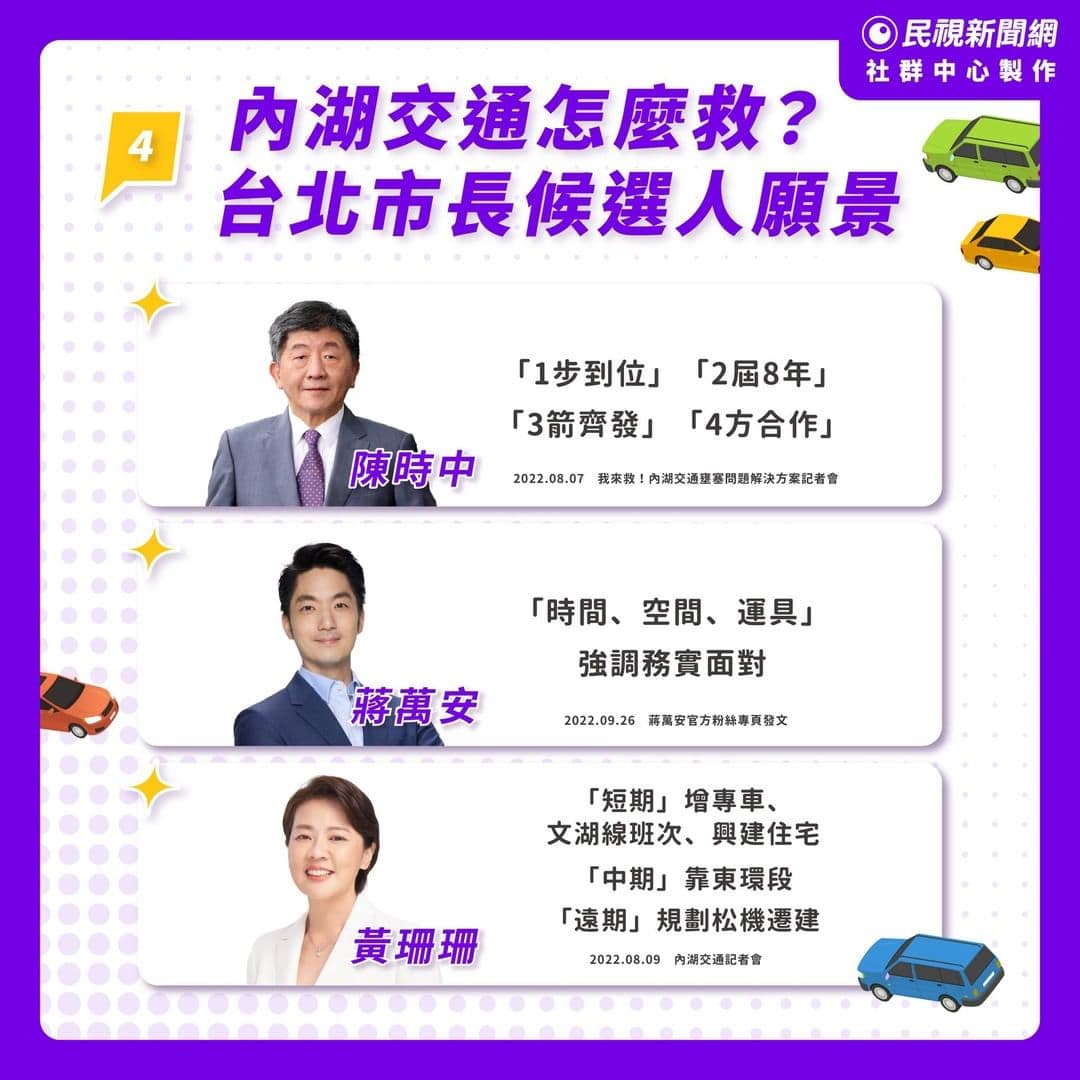 民視新聞網
社群中心製作
4
內湖交通怎麼救？
台北市長候選人願景
「1步到位」「2屆8年」
「3箭齊發」「4方合作」
陳時中
2022.08.07 我來救！內湖交通壅塞問題解決方案記者會
「時間、空間、運具」
強調務實面對
蔣萬安
2022.09.26 蔣萬安官方粉絲專頁發文
「短期」增專車、
文湖線班次、興建住宅
「中期」靠東環段
「遠期」規劃松機遷建
黃珊珊
2022.08.09 內湖交通記者會